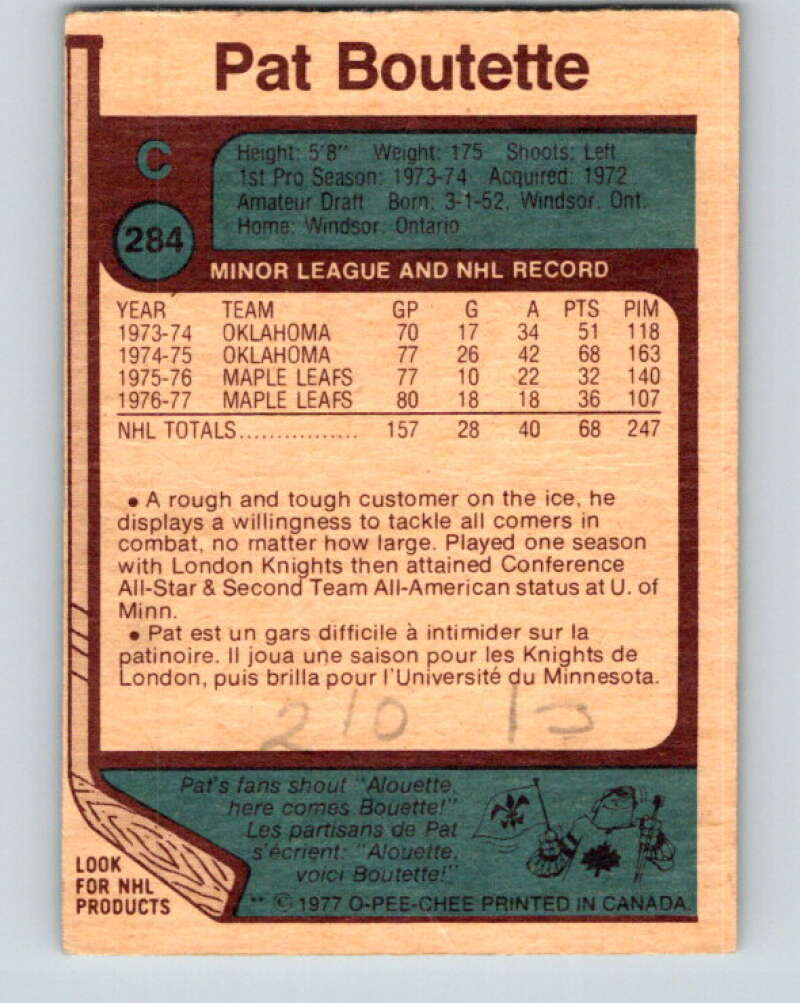 Pat Boutette
C
Height: 5'8" Weight: 175 Shoots: Left
1st Pro Season: 1973-74 Acquired: 1972
Amateur Draft Born: 3-1-52, Windsor, Ont.
Home: Windsor, Ontario
284
MINOR LEAGUE AND NHL RECORD
YEAR TEAM GP G A PTS PIM
1973-74 OKLAHOMA 70 17 34 51 118
1974-75 OKLAHOMA 77 26 42 68 163
1975-76 MAPLE LEAFS 77 10 22 32 140
1976-77 MAPLE LEAFS 80 18 18 36 107
NHL TOTALS................ 157 28 40 68 247
• A rough and tough customer on the ice, he
displays a willingness to tackle all comers in
combat, no matter how large. Played one season
with London Knights then attained Conference
All-Star & Second Team All-American status at U. of
Minn.
• Pat est un gars difficile à intimider sur la
patinoire. Il joua une saison pour les Knights de
London, puis brilla pour l'Université du Minnesota.
210
Pat's fans shout "Alouette,
here comes Bouette!"
Les partisans de Pat
s'écrient: "Alouette,
voici Boutette!"
LOOK
FOR NHL
PRODUCTS
** © 1977 O-PEE-CHEE PRINTED IN CANADA